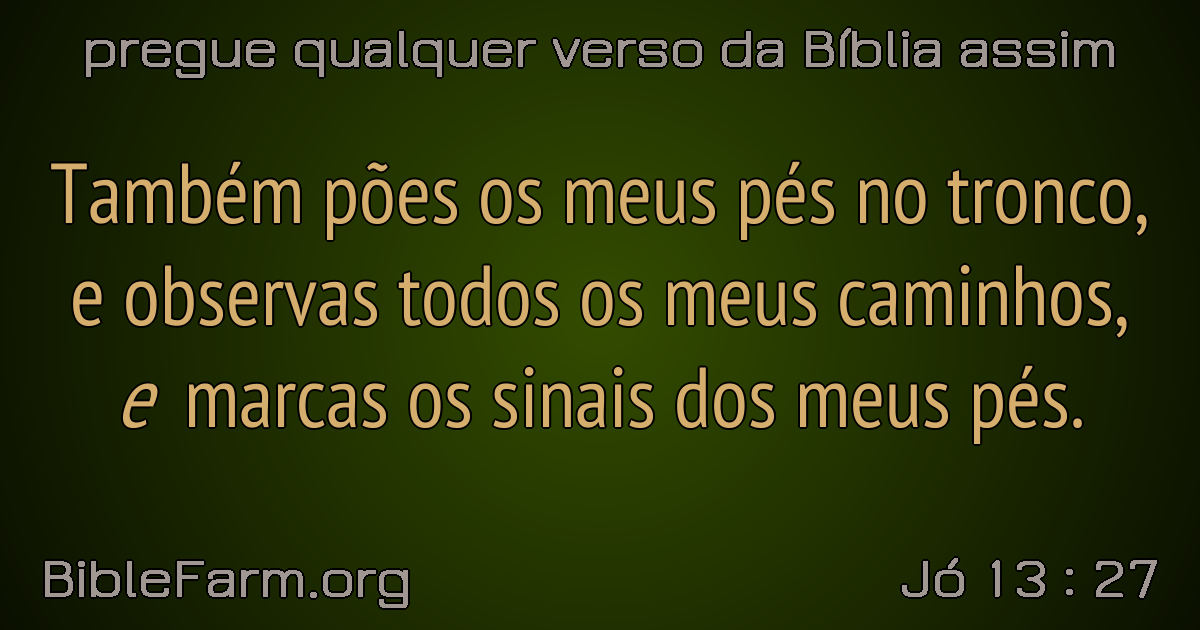 pregue qualquer verso da Bíblia assim
Também pões os meus pés no tronco,
e observas todos os meus caminhos,
e marcas os sinais dos meus pés.
BibleFarm.org
Jó 13 : 27